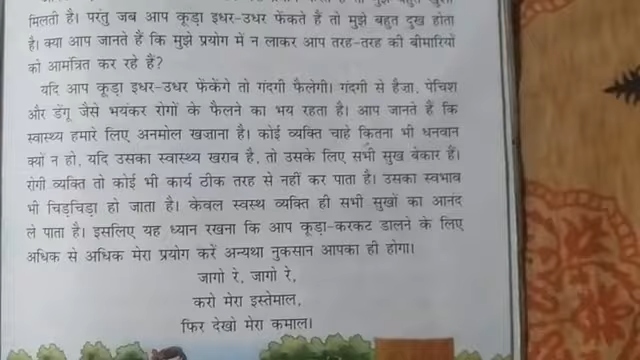 मिलती है। परंतु जब आप कूड़ा इधर-उधर फेंकते हैं तो मुझे बहुत दुख होता
है। क्या आप जानते हैं कि मुझे प्रयोग में न लाकर आप तरह-तरह की बीमारियों
को आमंत्रित कर रहे हैं?
यदि आप कूड़ा इधर-उधर फेंकेंगे तो गंदगी फैलेगी। गंदगी से हैजा, पेचिश
और डेंगू जैसे भयंकर रोगों के फैलने का भय रहता है। आप जानते हैं कि
स्वास्थ्य हमारे लिए अनमोल खजाना है। कोई व्यक्ति चाहे कितना भी धनवान
क्यों न हो, यदि उसका स्वास्थ्य खराब है, तो उसके लिए सभी सुख बेकार हैं।
रोगी व्यक्ति तो कोई भी कार्य ठीक तरह से नहीं कर पाता है। उसका स्वभाव
भी चिड़चिड़ा हो जाता है। केवल स्वस्थ व्यक्ति ही सभी सुखों का आनंद
ले पाता है। इसलिए यह ध्यान रखना कि आप कूड़ा-करकट डालने के लिए
अधिक से अधिक मेरा प्रयोग करें अन्यथा नुकसान आपका ही होगा।
जागो रे, जागो रे,
करो मेरा इस्तेमाल,
फिर देखो मेरा कमाल।